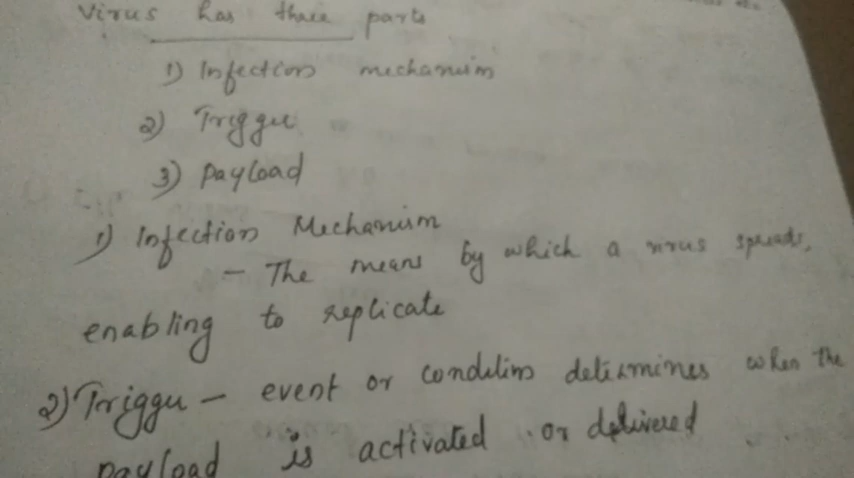 Virus has three parts
1) Infection mechanism
2) Trigger
3) payload
1) Infection Mechanism
- The means by which a virus spreads,
enabling to replicate
2) Trigger - event or condition determines when the
payload is activated or delivered